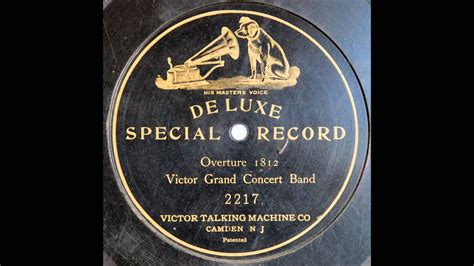 HIS MASTER'S VOICE
DE LUXE
SPECIAL RECORD
Overture 1812
Victor Grand Concert Band
2217
VICTOR TALKING MACHINE CO
CAMDEN N J
Patented